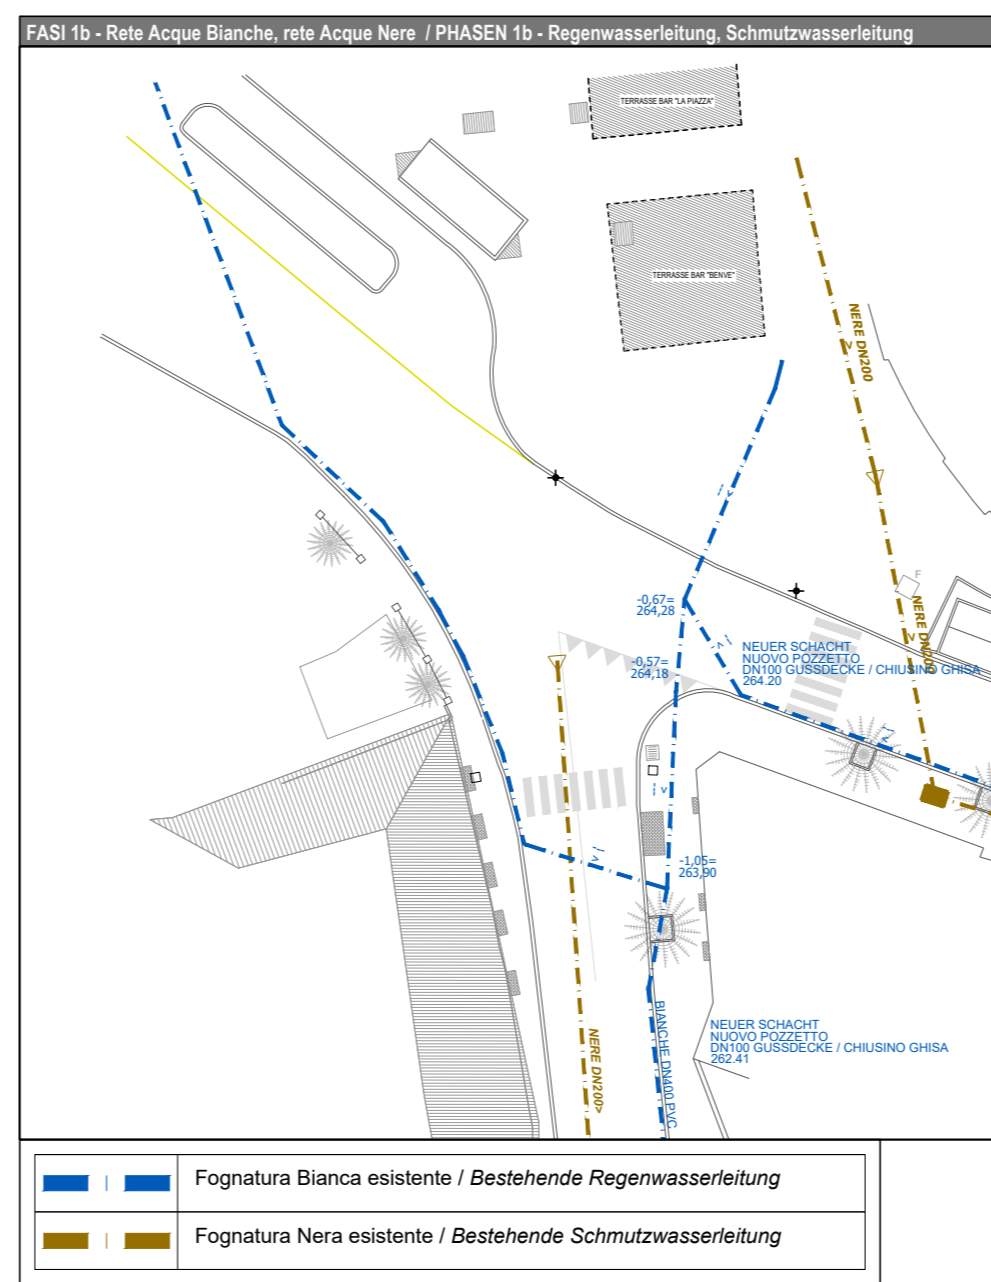 FASI 1b - Rete Acque Bianche, rete Acque Nere / PHASEN 1b - Regenwasserleitung, Schmutzwasserleitung
TERRASSE BAR "LA PIAZZA"
TERRASSE BAR "BENVE"
NERE DN200
>
F
NERE DN200
>
-0,67=
264,28
-0,57=
264,18
NEUER SCHACHT
NUOVO POZZETTO
DN100 GUSSDECKE / CHIUSINO GHISA
264.20
-1,05=
263,90
NEUER SCHACHT
NUOVO POZZETTO
DN100 GUSSDECKE / CHIUSINO GHISA
262.41
BIANCHE DN400 PVC
NERE DN200>
Fognatura Bianca esistente / Bestehende Regenwasserleitung
Fognatura Nera esistente / Bestehende Schmutzwasserleitung